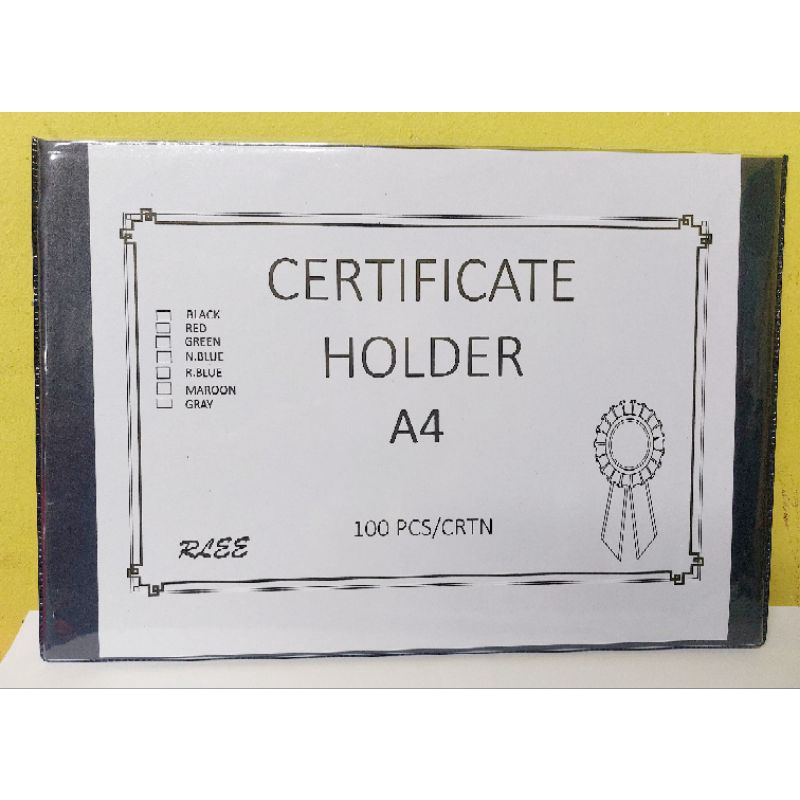 CERTIFICATE
HOLDER
A4
BLACK
RED
GREEN
N.BLUE
R.BLUE
MAROON
GRAY
100 PCS/CRTN
RLEE